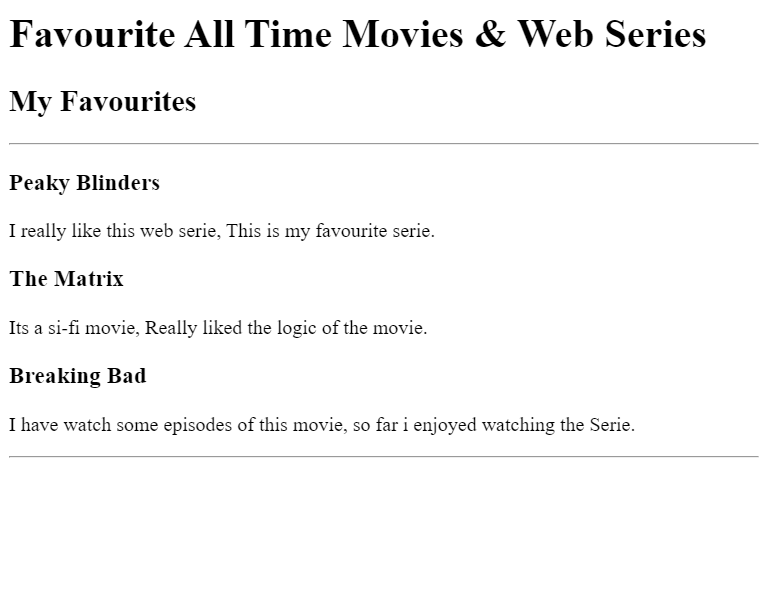 Favourite All Time Movies & Web Series
My Favourites
Peaky Blinders
I really like this web serie, This is my favourite serie.
The Matrix
Its a si-fi movie, Really liked the logic of the movie.
Breaking Bad
I have watch some episodes of this movie, so far i enjoyed watching the Serie.